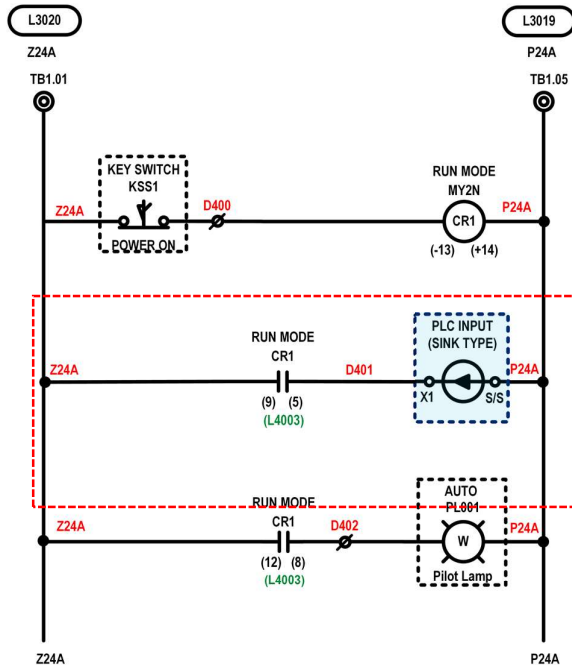 L3020 L3019
Z24A P24A
TB1.01 TB1.05
KEY SWITCH
KSS1
RUN MODE
MY2N
Z24A D400 CR1 P24A
POWER ON (-13) (+14)
RUN MODE
CR1
PLC INPUT
(SINK TYPE)
Z24A D401 P24A
(9) (5) X1 S/S
(L4003)
RUN MODE
CR1
AUTO
PL001
Z24A D402 W P24A
(12) (8)
(L4003)
Pilot Lamp
Z24A P24A